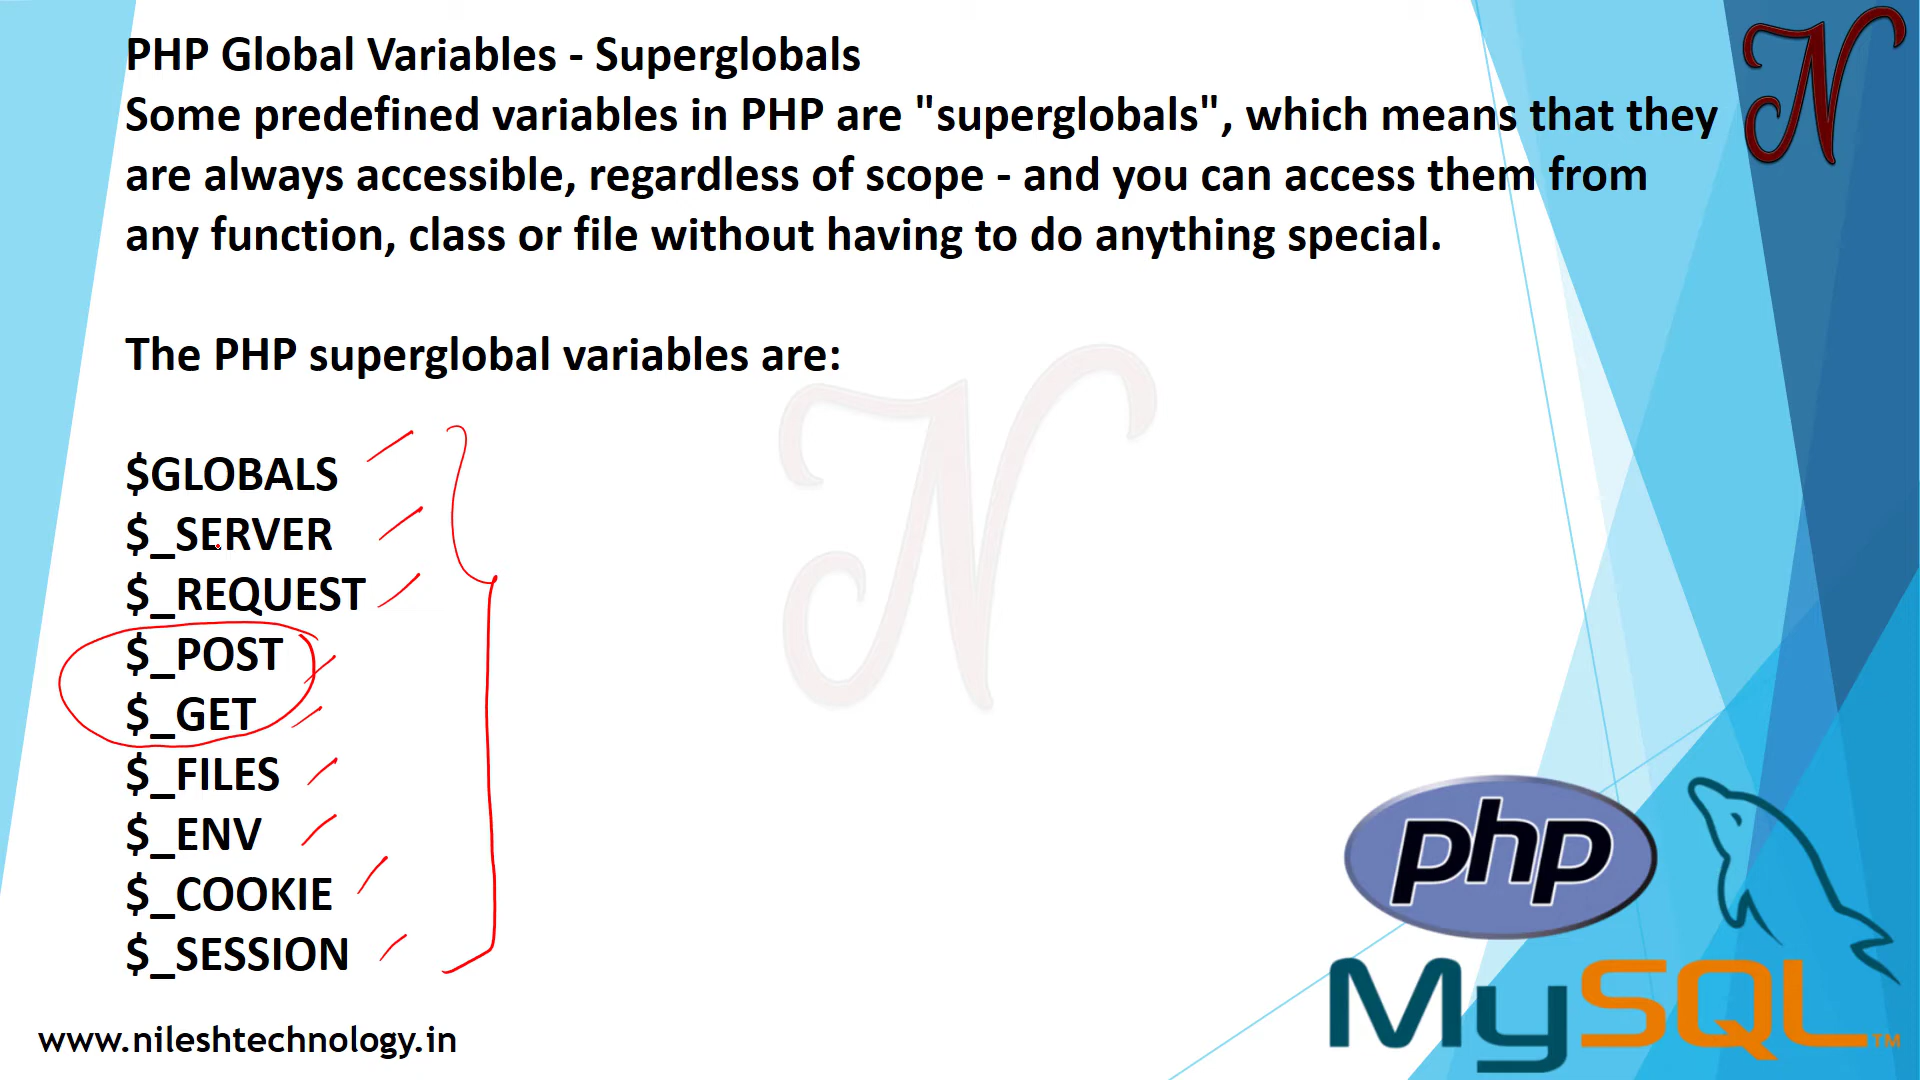 PHP Global Variables - Superglobals
Some predefined variables in PHP are "superglobals", which means that they
are always accessible, regardless of scope - and you can access them from
any function, class or file without having to do anything special.
The PHP superglobal variables are:
$GLOBALS
$_SERVER
$_REQUEST
$_POST
$_GET
$_FILES
$_ENV
$_COOKIE
$_SESSION
www.nileshtechnology.in
N
N
php
MySQL™